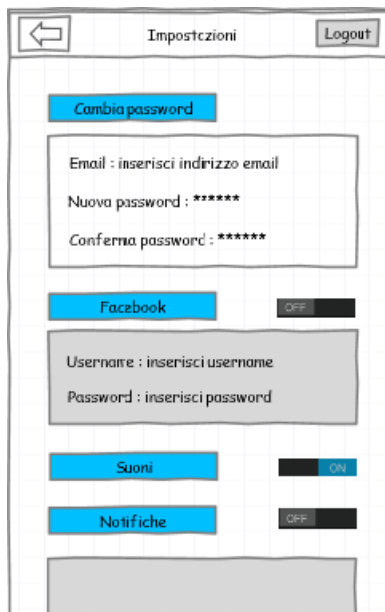 Impostazioni
Logout
Cambia password
Email : inserisci indirizzo email
Nuova password : ******
Conferma password : ******
Facebook
OFF
Username : inserisci username
Password : inserisci password
Suoni
ON
Notifiche
OFF